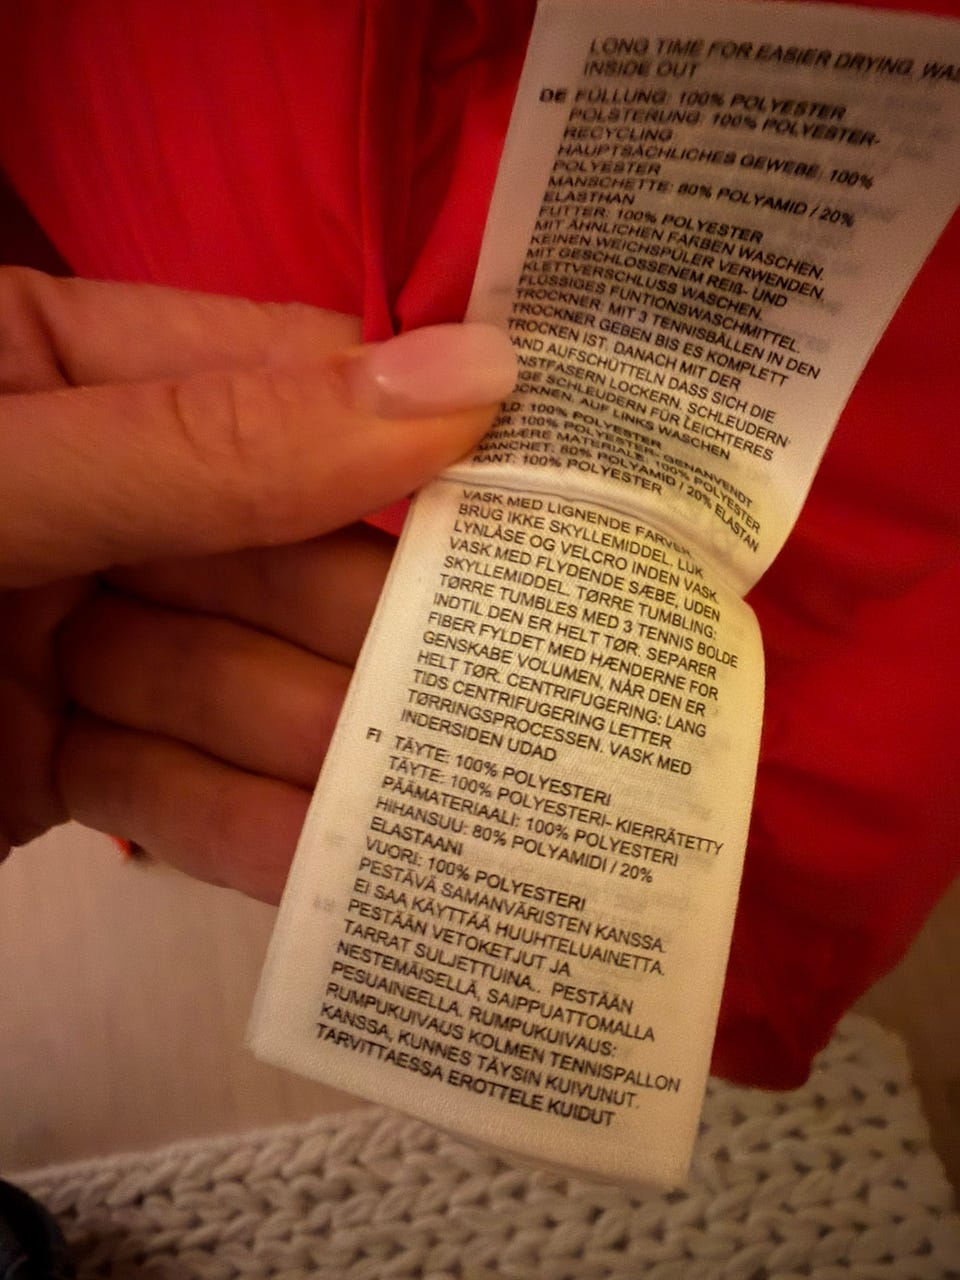 LONG TIME FOR EASIER DRYING.
INSIDE OUT
DE FÜLLUNG: 100% POLYESTER
POLSTERUNG: 100% POLYESTER-
RECYCLING
HAUPTSÄCHLICHES GEWEBE: 100%
POLYESTER
MANSCHETTE: 80% POLYAMID / 20%
ELASTHAN
FUTTER: 100% POLYESTER
MIT ÄHNLICHEN FARBEN WASCHEN.
KEINEN WEICHSPÜLER VERWENDEN.
MIT GESCHLOSSENEM REIß- UND
KLETTVERSCHLUSS WASCHEN.
FLÜSSIGES FUNTIONSWASCHMITTEL.
TROCKNER: MIT 3 TENNISBÄLLEN IN DEN
TROCKNER GEBEN BIS ES KOMPLETT
TROCKEN IST. DANACH MIT DER
AUFSCHÜTTELN DASS SICH DIE
LOCKERN. SCHLEUDERN:
SCHLEUDERN FÜR LEICHTERES
AUF LINKS WASCHEN
100% POLYESTER
100% POLYESTER- GENANVENDT
PRIMÆRE MATERIALE: 100% POLYESTER
MANCHET: 80% POLYAMID / 20% ELASTAN
KANT: 100% POLYESTER
VASK MED LIGNENDE FARVER.
BRUG IKKE SKYLLEMIDDEL. LUK
LYNLÅSE OG VELCRO INDEN VASK.
VASK MED FLYDENDE SÆBE, UDEN
SKYLLEMIDDEL. TØRRE TUMBLING:
TØRRE TUMBLES MED 3 TENNIS BOLDE
INDTIL DEN ER HELT TØR. SEPARER
FIBER FYLDET MED HÆNDERNE FOR
GENSKABE VOLUMEN, NÅR DEN ER
HELT TØR. CENTRIFUGERING: LANG
TIDS CENTRIFUGERING LETTER
TØRRINGSPROCESSEN. VASK MED
INDERSIDEN UDAD
FI TÄYTE: 100% POLYESTERI
TÄYTE: 100% POLYESTERI- KIERRÄTETTY
PÄÄMATERIAALI: 100% POLYESTERI
HIHANSUU: 80% POLYAMIDI / 20%
ELASTAANI
VUORI: 100% POLYESTERI
PESTÄVÄ SAMANVÄRISTEN KANSSA.
EI SAA KÄYTTÄÄ HUUHTELUAINETTA.
PESTÄÄN VETOKETJUT JA
TARRAT SULJETTUINA.. PESTÄÄN
NESTEMÄISELLÄ, SAIPPUATTOMALLA
PESUAINEELLA. RUMPUKUIVAUS:
RUMPUKUIVAUS KOLMEN TENNISPALLON
KANSSA, KUNNES TÄYSIN KUIVUNUT.
TARVITTAESSA EROTTELE KUIDUT